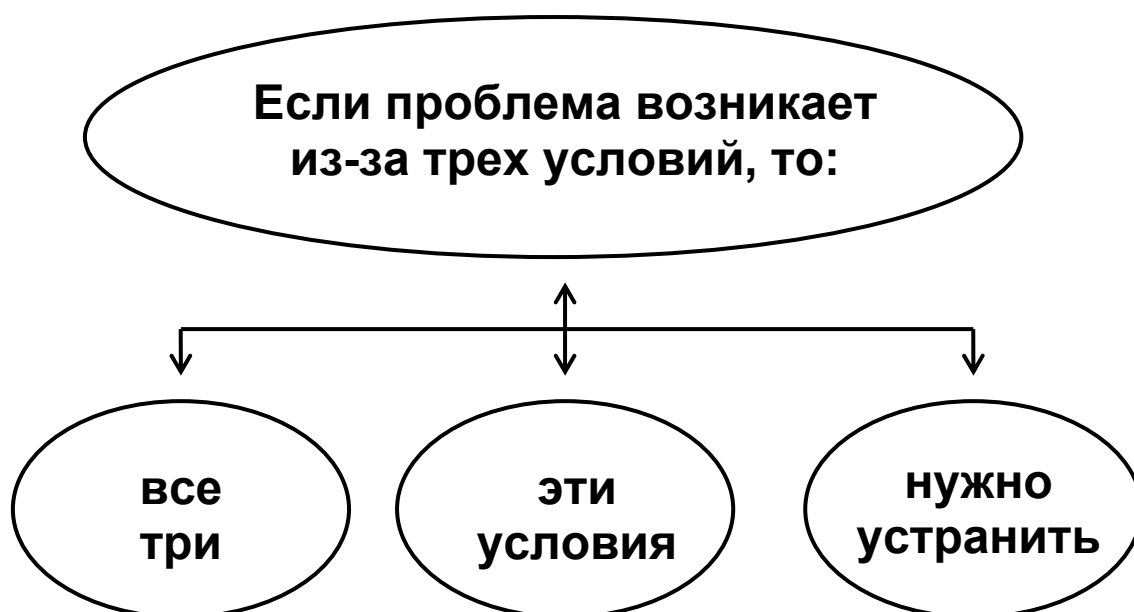 Если проблема возникает
из-за трех условий, то:
все
три
эти
условия
нужно
устранить